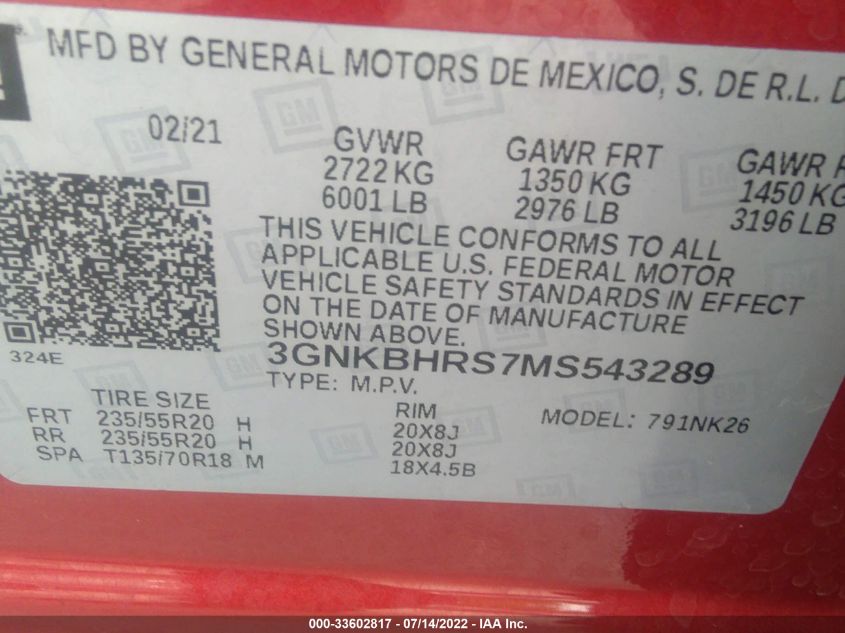 MFD BY GENERAL MOTORS DE MEXICO, S. DE R.L. D
02/21
GVWR GAWR FRT GAWR R
2722 KG 1350 KG 1450 KG
6001 LB 2976 LB 3196 LB
THIS VEHICLE CONFORMS TO ALL
APPLICABLE U.S. FEDERAL MOTOR
VEHICLE SAFETY STANDARDS IN EFFECT
ON THE DATE OF MANUFACTURE
SHOWN ABOVE.
324E
3GNKBHRS7MS543289
TYPE: M.P.V.
TIRE SIZE RIM MODEL: 791NK26
FRT 235/55R20 H 20X8J
RR 235/55R20 H 20X8J
SPA T135/70R18 M 18X4.5B
000-33602817 - 07/14/2022 - IAA Inc.